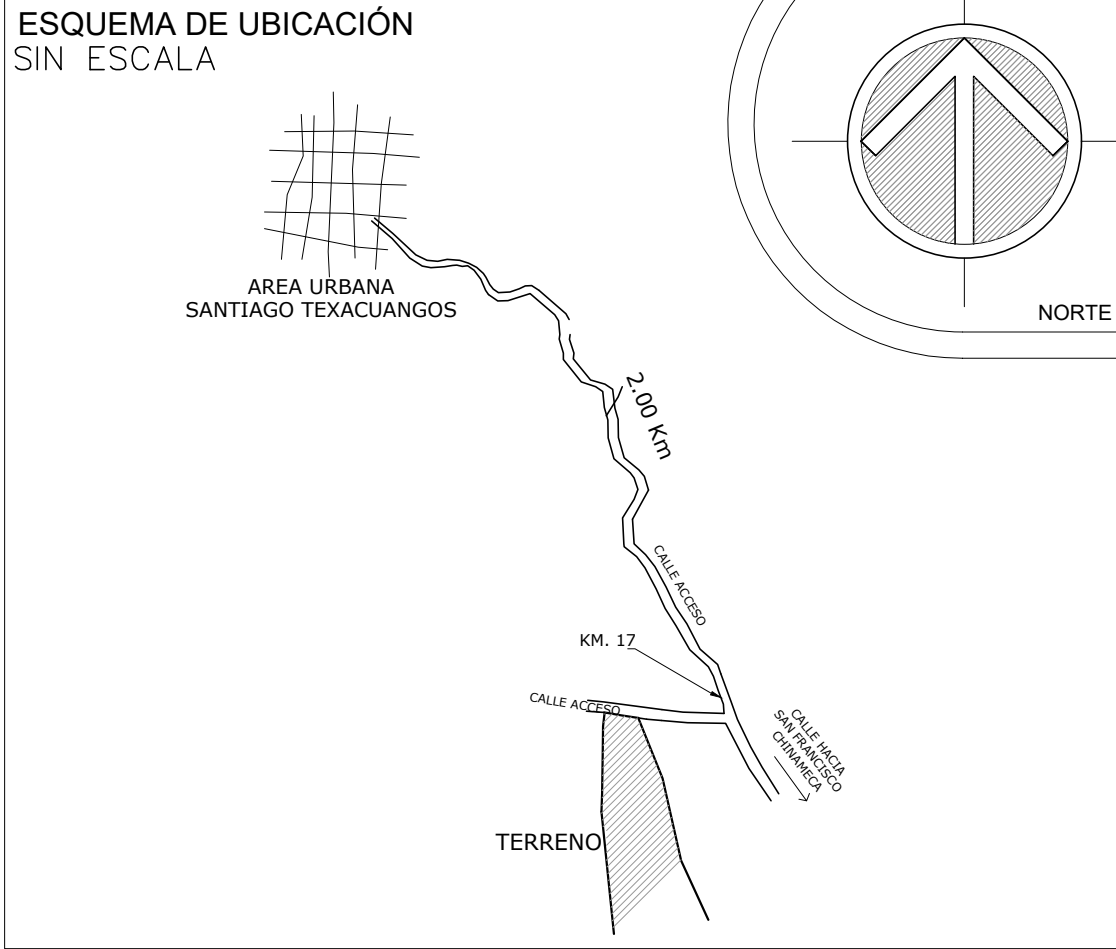 ESQUEMA DE UBICACIÓN
SIN ESCALA
NORTE
AREA URBANA
SANTIAGO TEXACUANGOS
2.00 Km
CALLE ACCESO
KM. 17
CALLE ACCESO
CALLE HACIA
SAN FRANCISCO
CHINAMECA
TERRENO